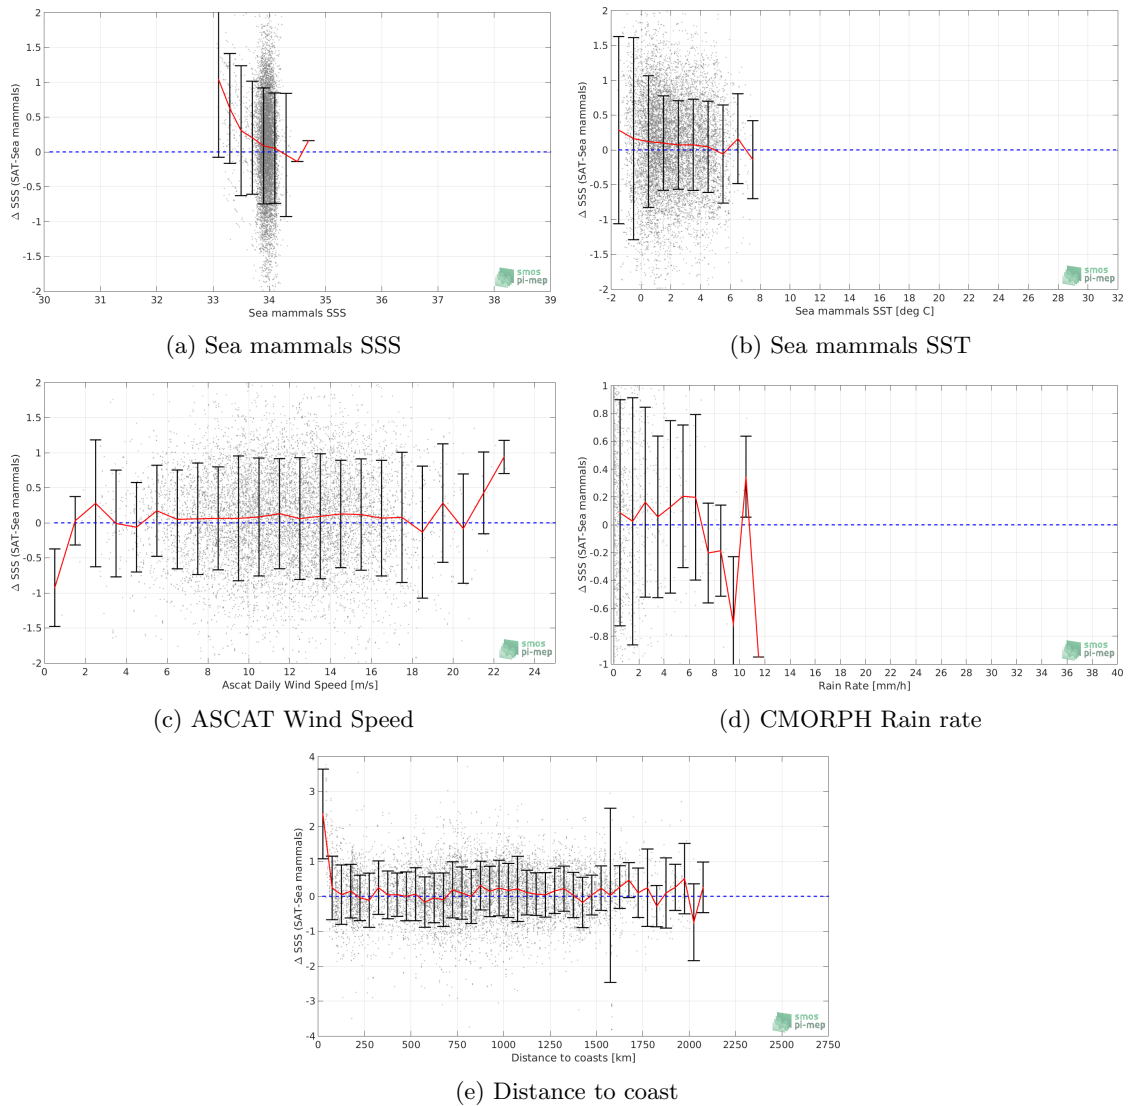 2
1.5
1
0.5
0
-0.5
-1
-1.5
-2
Δ SSS (SAT-Sea mammals)
30 31 32 33 34 35 36 37 38 39
Sea mammals SSS
smos
pi-mep
(a) Sea mammals SSS
2
1.5
1
0.5
0
-0.5
-1
-1.5
-2
Δ SSS (SAT-Sea mammals)
-2 0 2 4 6 8 10 12 14 16 18 20 22 24 26 28 30 32
Sea mammals SST [deg C]
smos
pi-mep
(b) Sea mammals SST
2
1.5
1
0.5
0
-0.5
-1
-1.5
-2
Δ SSS (SAT-Sea mammals)
0 2 4 6 8 10 12 14 16 18 20 22 24
Ascat Daily Wind Speed [m/s]
smos
pi-mep
(c) ASCAT Wind Speed
1
0.8
0.6
0.4
0.2
0
-0.2
-0.4
-0.6
-0.8
-1
Δ SSS (SAT-Sea mammals)
0 2 4 6 8 10 12 14 16 18 20 22 24 26 28 30 32 34 36 38 40
Rain Rate [mm/h]
smos
pi-mep
(d) CMORPH Rain rate
4
3
2
1
0
-1
-2
-3
-4
Δ SSS (SAT-Sea mammals)
0 250 500 750 1000 1250 1500 1750 2000 2250 2500 2750
Distance to coasts [km]
smos
pi-mep
(e) Distance to coast